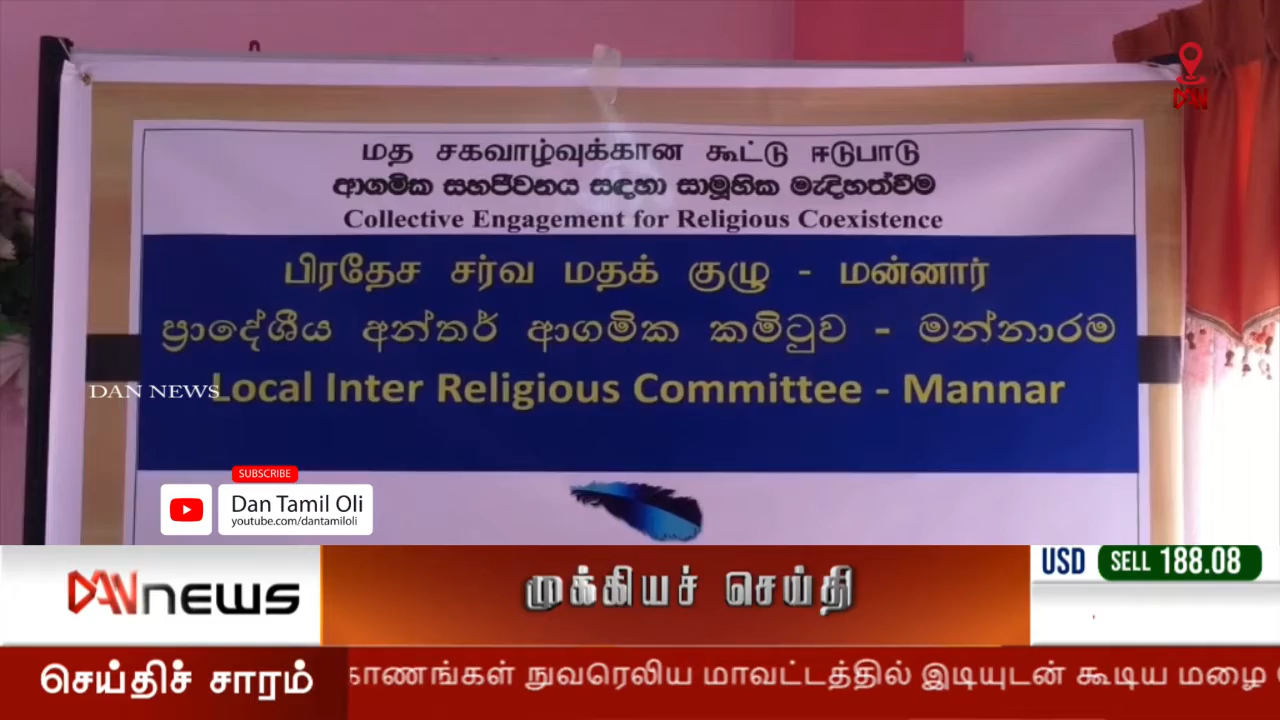 DAN
மத சகவாழ்வுக்கான கூட்டு ஈடுபாடு
ආගමික සහජීවනය සඳහා සාමූහික මැදිහත්වීම
Collective Engagement for Religious Coexistence
பிரதேச சர்வ மதக் குழு - மன்னார்
ප්‍රාදේශීය අන්තර් ආගමික කමිටුව - මන්නාරම
Local Inter Religious Committee - Mannar
DAN NEWS
SUBSCRIBE
Dan Tamil Oli
youtube.com/dantamiloli
DAN news
முக்கியச் செய்தி
USD SELL 188.08
செய்திச் சாரம்
நுவரெலிய மாவட்டத்தில் இடியுடன் கூடிய மழை